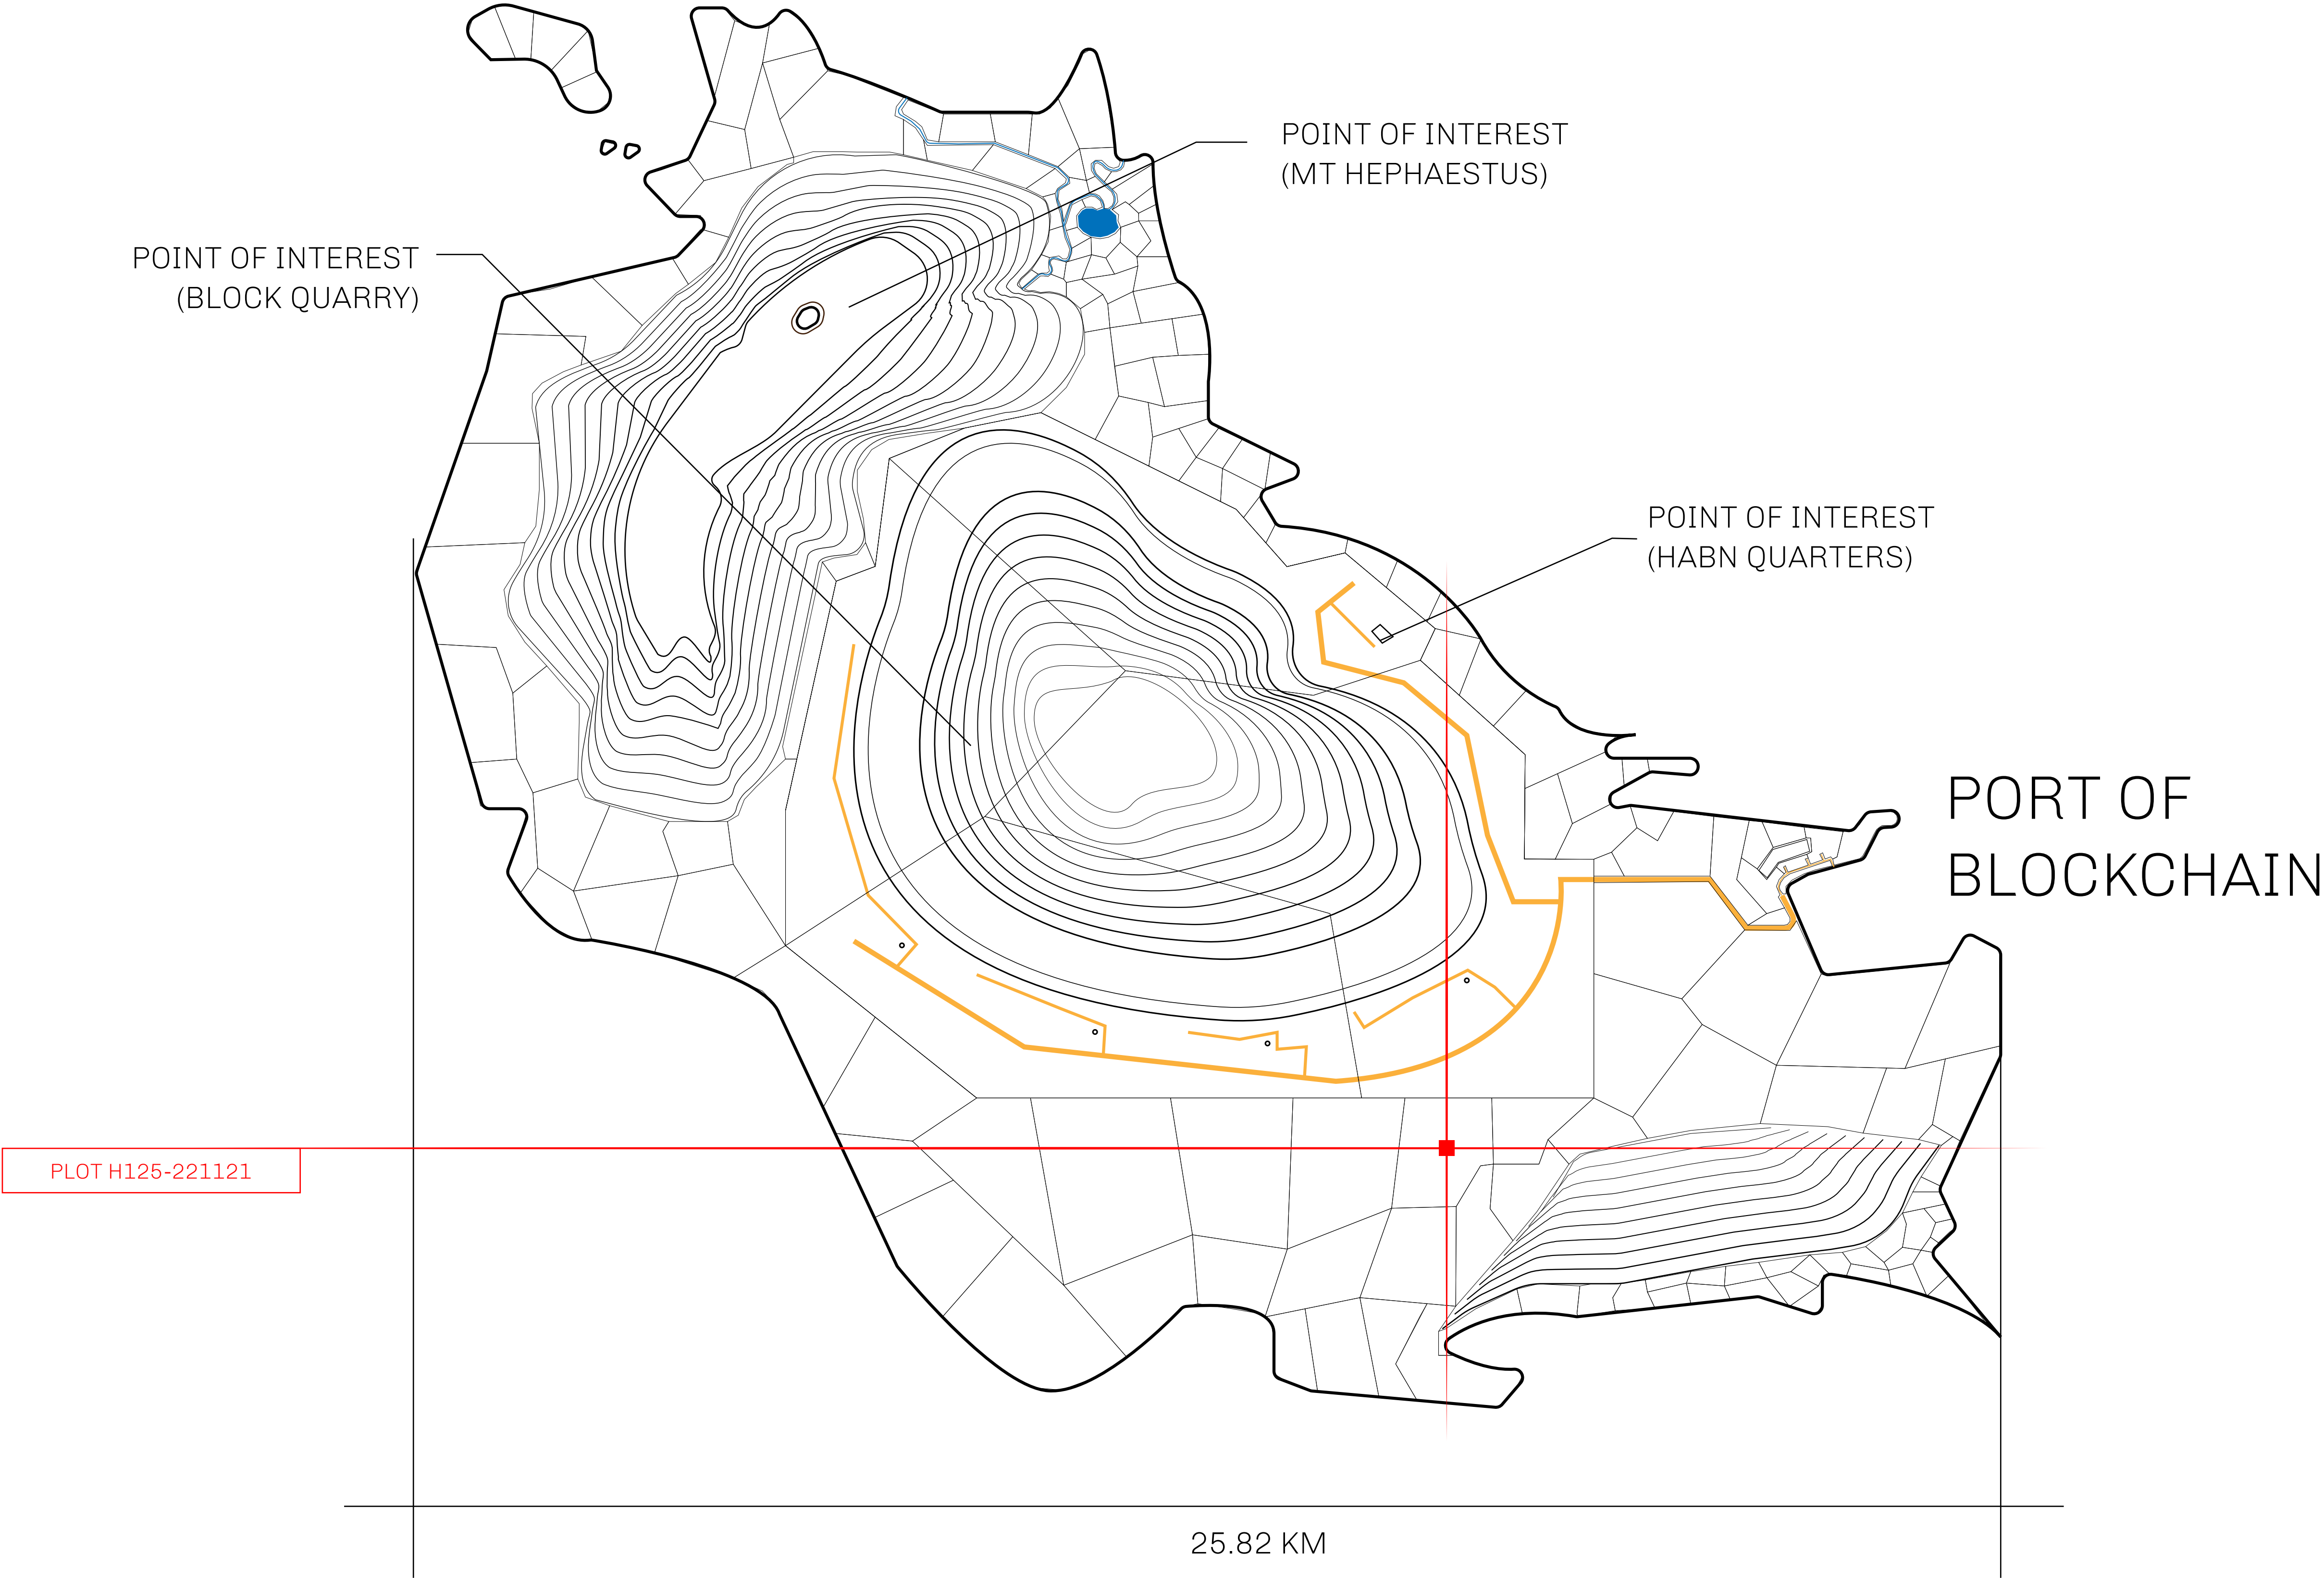 POINT OF INTEREST
(MT HEPHAESTUS)
POINT OF INTEREST
(BLOCK QUARRY)
POINT OF INTEREST
(HABN QUARTERS)
PORT OF
BLOCKCHAIN
PLOT H125-221121
25.82 KM